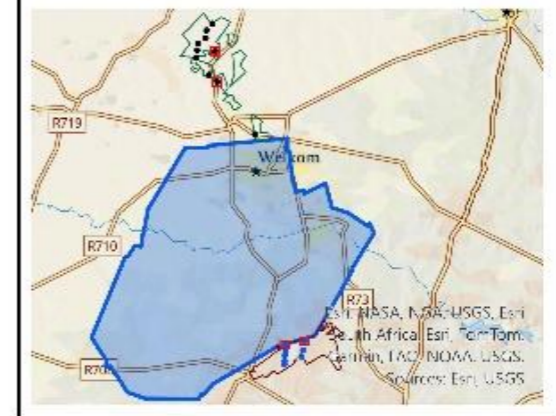 R719
Welkom
R710
R73
Esri, NASA, NGA, USGS, Esri
South Africa, Esri, TomTom,
Garmin, FAO, NOAA, USGS.
R70
Sources: Esri, USGS